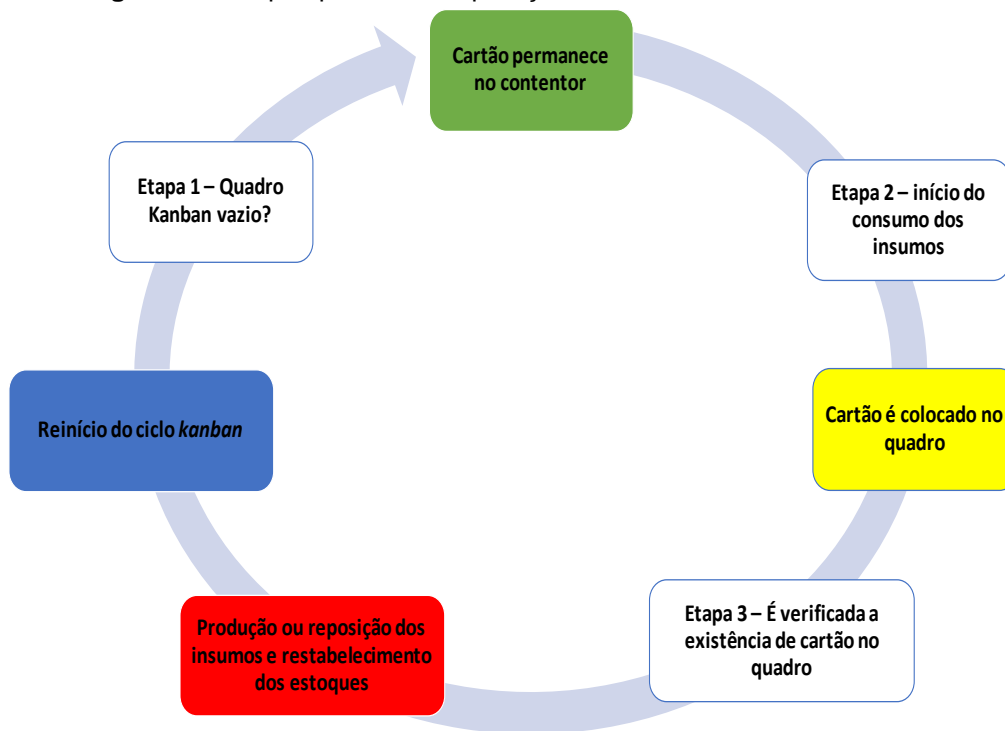 Cartão permanece
no contentor
Etapa 1 – Quadro
Kanban vazio?
Etapa 2 – início do
consumo dos
insumos
Reinício do ciclo kanban
Cartão é colocado no
quadro
Produção ou reposição dos
insumos e restabelecimento
dos estoques
Etapa 3 – É verificada a
existência de cartão no
quadro